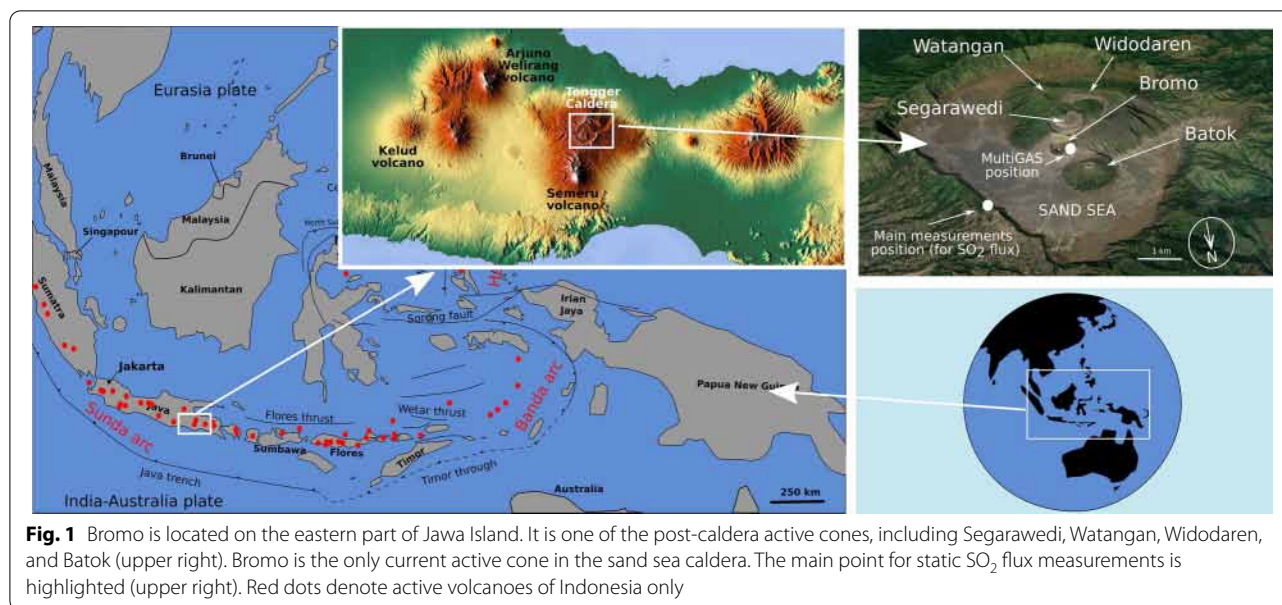 Eurasia plate
Malaysia
Brunei
Malaysia
Singapour
Kalimantan
Sumatra
Jakarta
Java
Sunda arc
Java trench
India-Australia plate
Flores thrust
Sumbawa
Flores
Wetar thrust
Timor
Timor through
Banda arc
Sorong fault
Irian
Jaya
Australia
250 km
Arjuno
Welirang
volcano
Tengger
Caldera
Kelud
volcano
Semeru
volcano
Watangan
Widodaren
Bromo
Segarawedi
Batok
MultiGAS
position
SAND SEA
Main measurements
position (for SO2 flux)
1 km
N
Fig. 1 Bromo is located on the eastern part of Jawa Island. It is one of the post-caldera active cones, including Segarawedi, Watangan, Widodaren,
and Batok (upper right). Bromo is the only current active cone in the sand sea caldera. The main point for static SO2 flux measurements is
highlighted (upper right). Red dots denote active volcanoes of Indonesia only